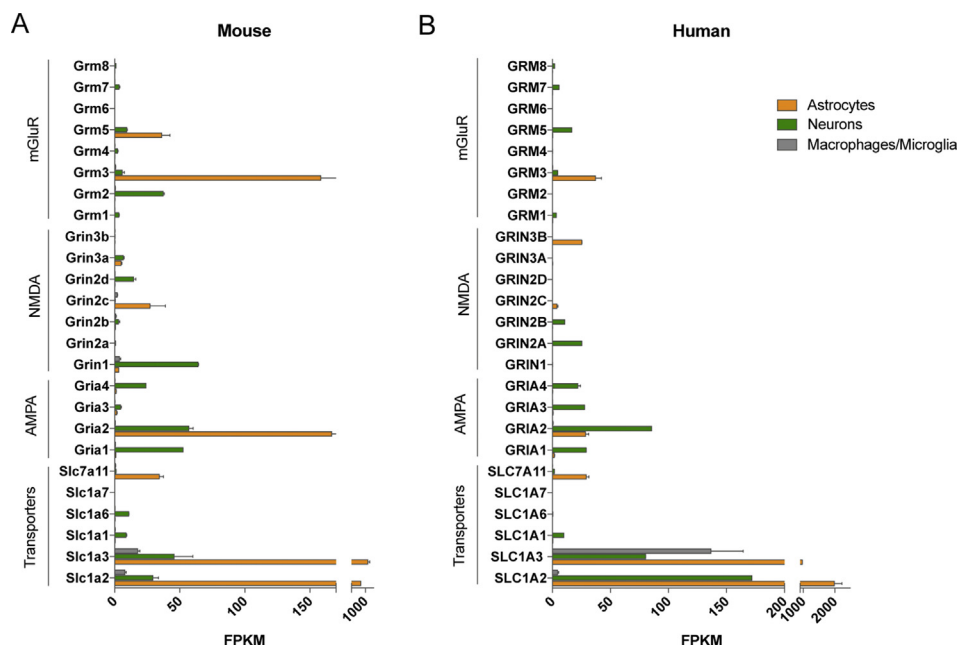 A
Mouse
mGluR
Grm8
Grm7
Grm6
Grm5
Grm4
Grm3
Grm2
Grm1
NMDA
Grin3b
Grin3a
Grin2d
Grin2c
Grin2b
Grin2a
Grin1
AMPA
Gria4
Gria3
Gria2
Gria1
Transporters
Slc7a11
Slc1a7
Slc1a6
Slc1a1
Slc1a3
Slc1a2
0 50 100 150 1000
FPKM
B
Human
mGluR
GRM8
GRM7
GRM6
GRM5
GRM4
GRM3
GRM2
GRM1
NMDA
GRIN3B
GRIN3A
GRIN2D
GRIN2C
GRIN2B
GRIN2A
GRIN1
AMPA
GRIA4
GRIA3
GRIA2
GRIA1
Transporters
SLC7A11
SLC1A7
SLC1A6
SLC1A1
SLC1A3
SLC1A2
0 50 100 150 200 1000 2000
FPKM
Astrocytes
Neurons
Macrophages/Microglia